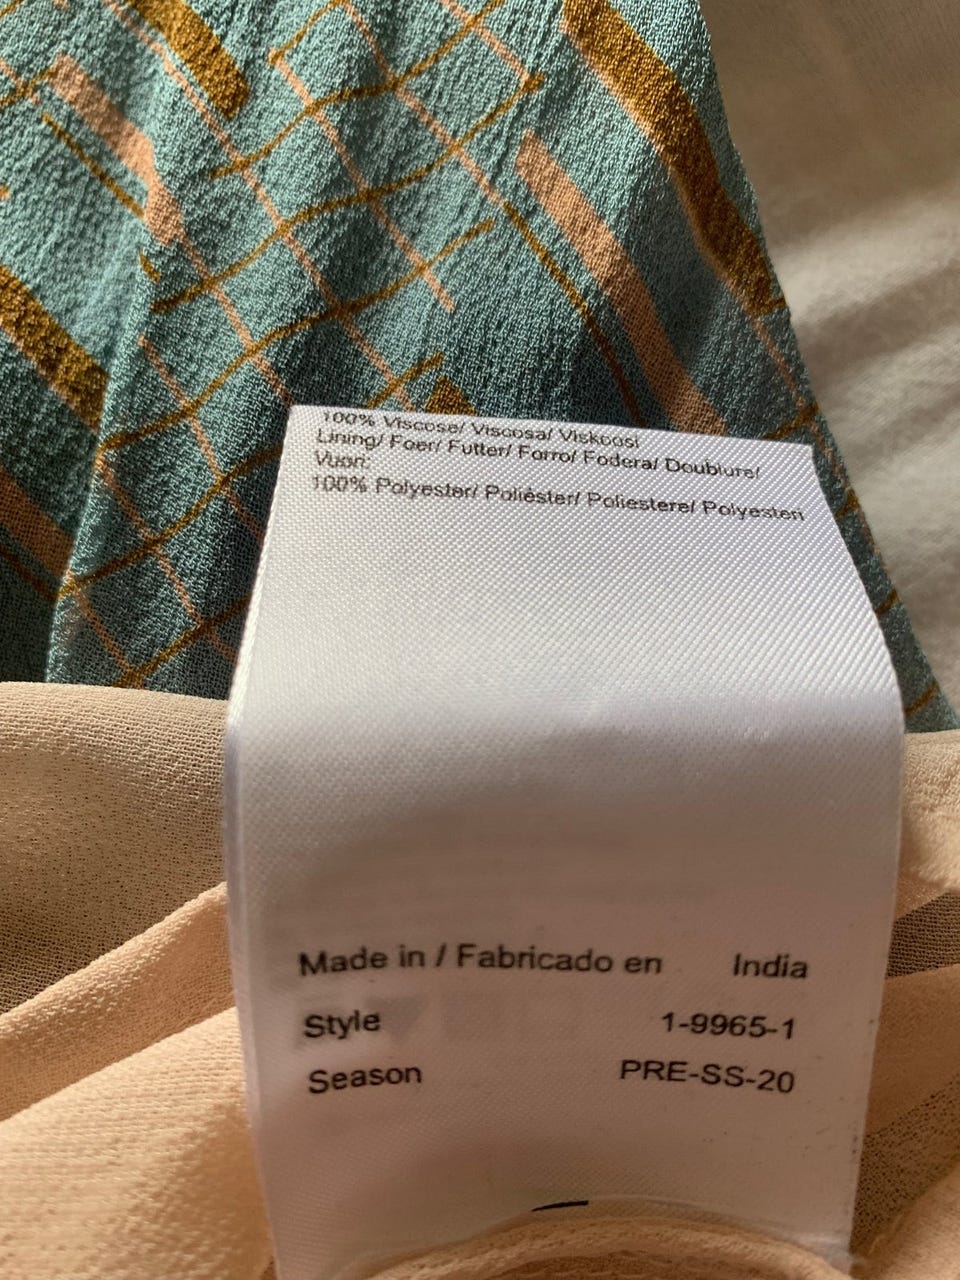 100% Viscose/ Viscosa/ Viskoosi
Lining/ Foer/ Futter/ Forro/ Fodera/ Doublure/
Vuori:
100% Polyester/ Poliéster/ Poliestere/ Polyesteri
Made in / Fabricado en India
Style 1-9965-1
Season PRE-SS-20